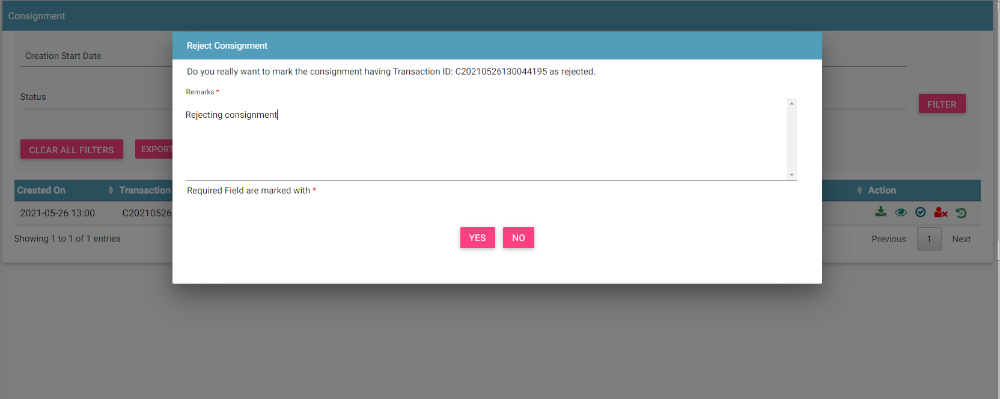 Consignment
Reject Consignment
Creation Start Date
Do you really want to mark the consignment having Transaction ID: C20210526130044195 as rejected.
Remarks *
Status
FILTER
Rejecting consignment
CLEAR ALL FILTERS
EXPORT
Created On
Transaction
Action
Required Field are marked with *
2021-05-26 13:00
C20210526
Showing 1 to 1 of 1 entries
YES
NO
Previous
1
Next